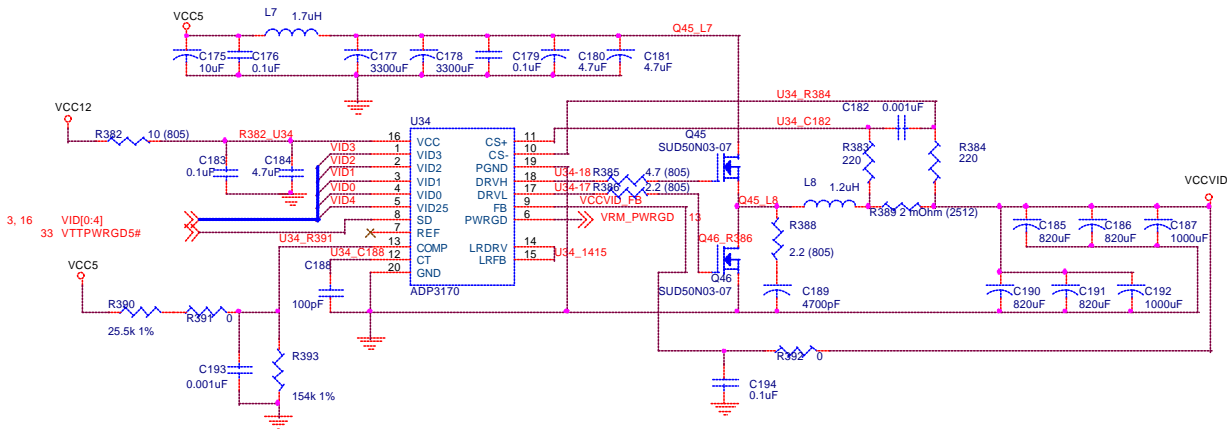 VCC5
L7
1.7uH
Q45_L7
C175
10uF
C176
0.1uF
C177
3300uF
C178
3300uF
C179
0.1uF
C180
4.7uF
C181
4.7uF
VCC12
R382
10 (805)
R382_U34
C183
0.1uF
C184
4.7uF
VID3
VID2
VID1
VID0
VID4
3, 16
VID[0:4]
33
VTTPWRGD5#
U34_R391
U34_C188
U34
16
1
2
3
4
5
8
7
13
12
20
VCC
VID3
VID2
VID1
VID0
VID25
SD
REF
COMP
CT
GND
CS+
CS-
PGND
DRVH
DRVL
FB
PWRGD
LRDRV
LRFB
11
10
19
18
17
9
6
14
15
ADP3170
U34_1415
U34-18
U34-17
R385
4.7 (805)
R386
2.2 (805)
VCCVID_FB
VRM_PWRGD
13
U34_R384
C182
0.001uF
U34_C182
Q45
SUD50N03-07
R383
220
R384
220
L8
1.2uH
Q45_L8
R389 2 mOhm (2512)
VCCVID
R388
2.2 (805)
Q46_R386
Q46
SUD50N03-07
C189
4700pF
C185
820uF
C186
820uF
C187
1000uF
C190
820uF
C191
820uF
C192
1000uF
C188
100pF
VCC5
R390
25.5k 1%
R391
0
C193
0.001uF
R393
154k 1%
R392
0
C194
0.1uF